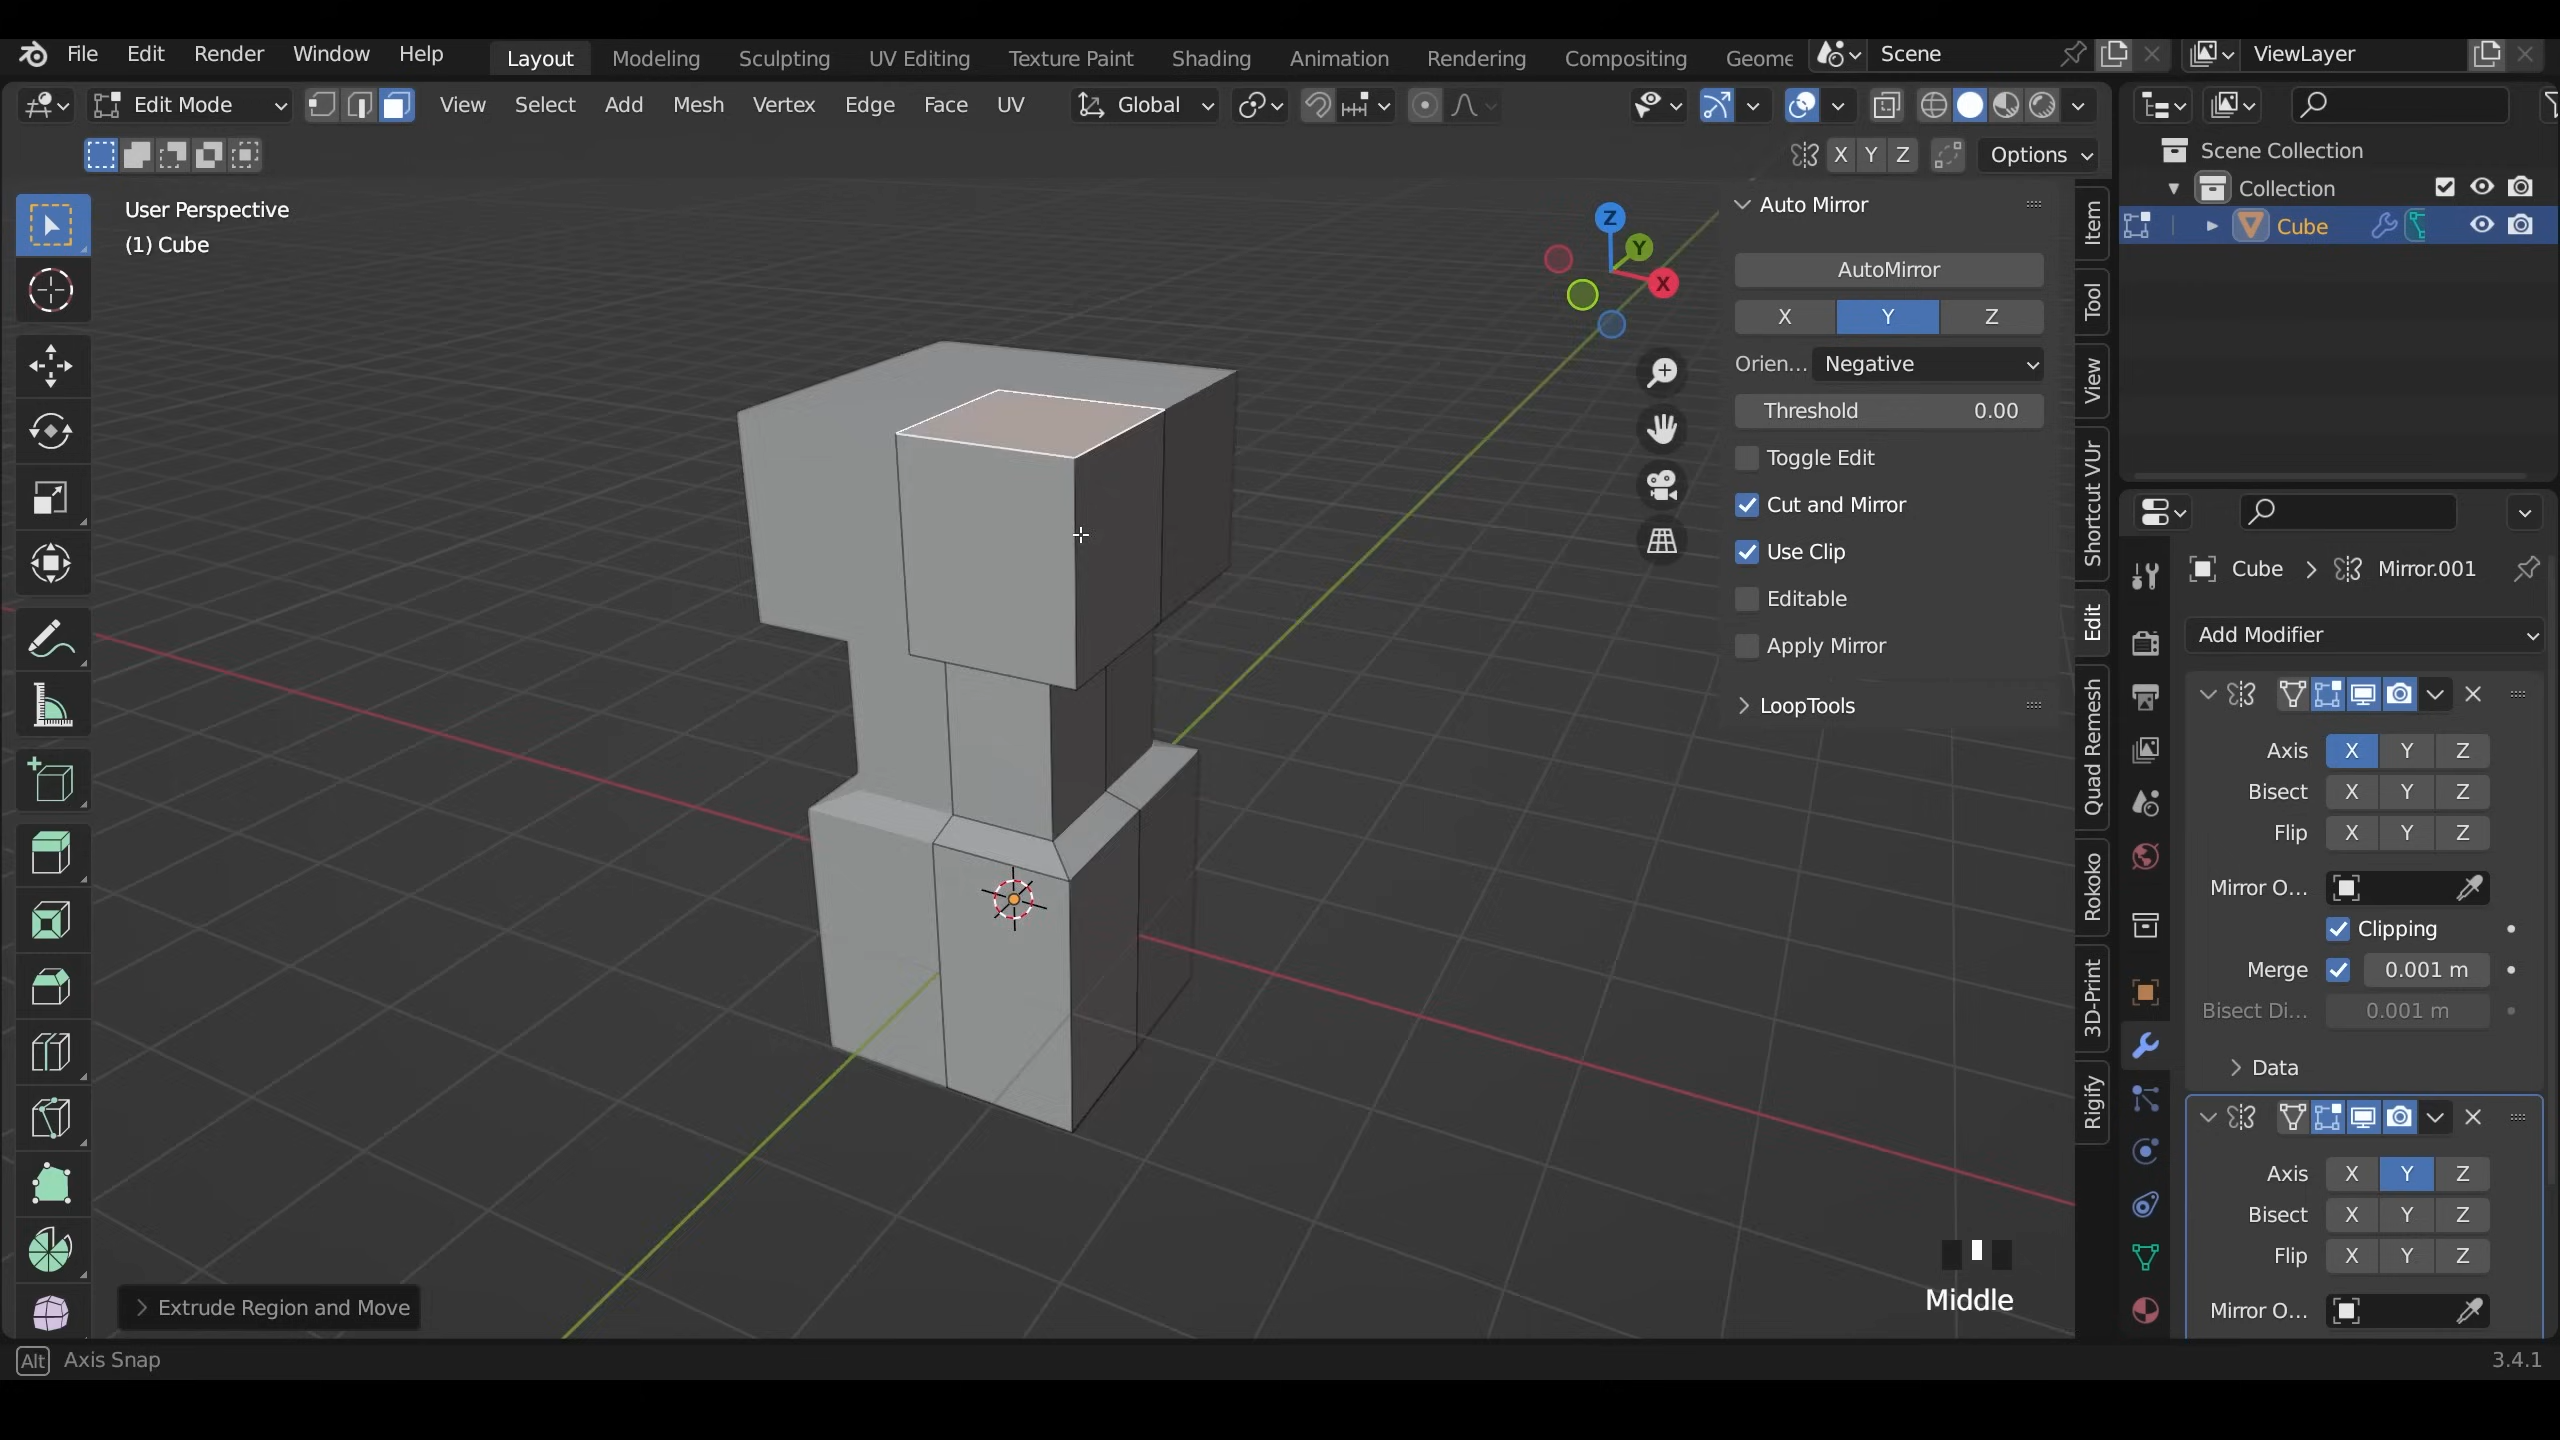 File Edit Render Window Help Layout Modeling Sculpting UV Editing Texture Paint Shading Animation Rendering Compositing Geome Scene ViewLayer
Edit Mode View Select Add Mesh Vertex Edge Face UV Global
X Y Z Options
Scene Collection
Collection
Cube
User Perspective
(1) Cube
Z
Y
X
Auto Mirror
AutoMirror
X Y Z
Orien... Negative
Threshold 0.00
Toggle Edit
Cut and Mirror
Use Clip
Editable
Apply Mirror
LoopTools
Item
Tool
View
Shortcut VUr
Edit
Quad Remesh
Rokoko
3D-Print
Rigify
Cube > Mirror.001
Add Modifier
Axis X Y Z
Bisect X Y Z
Flip X Y Z
Mirror O...
Clipping
Merge 0.001 m
Bisect Di... 0.001 m
Data
Axis X Y Z
Bisect X Y Z
Flip X Y Z
Mirror O...
Extrude Region and Move
Middle
Alt Axis Snap
3.4.1